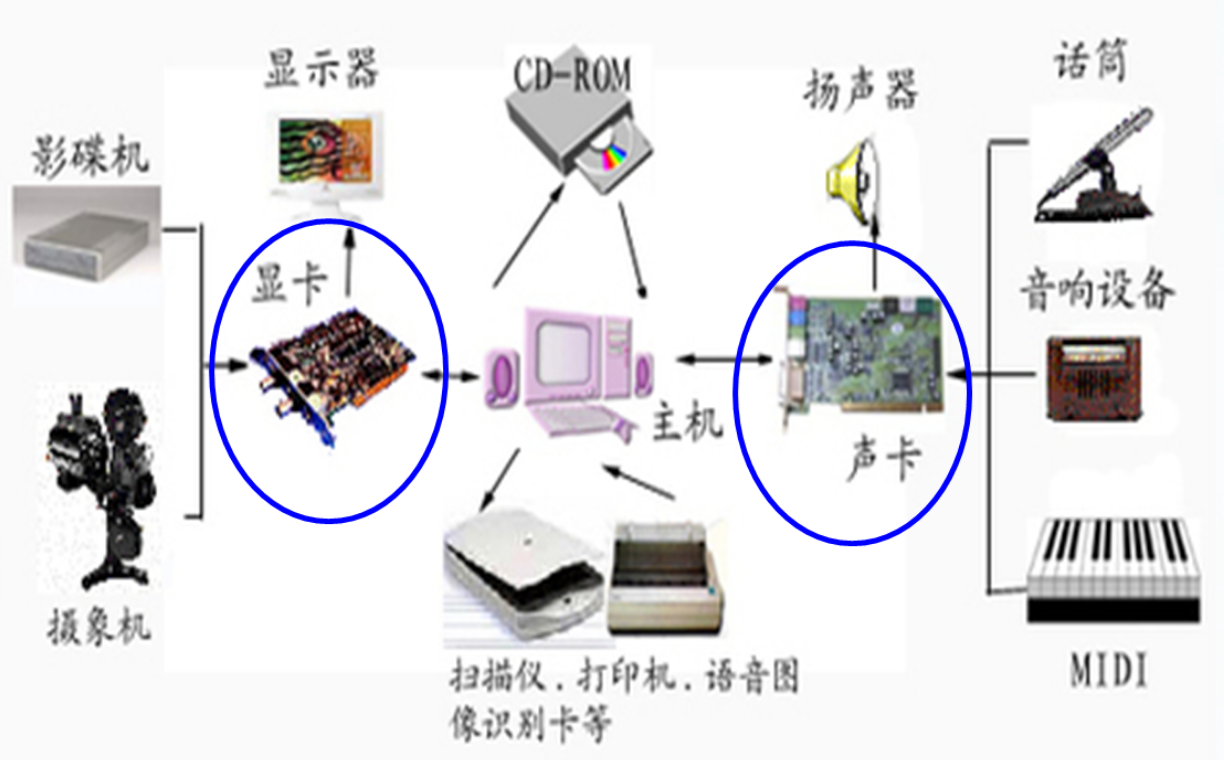 显示器
CD-ROM
扬声器
话筒
影碟机
显卡
音响设备
主机
声卡
摄象机
扫描仪.打印机.语音图
像识别卡等
MIDI